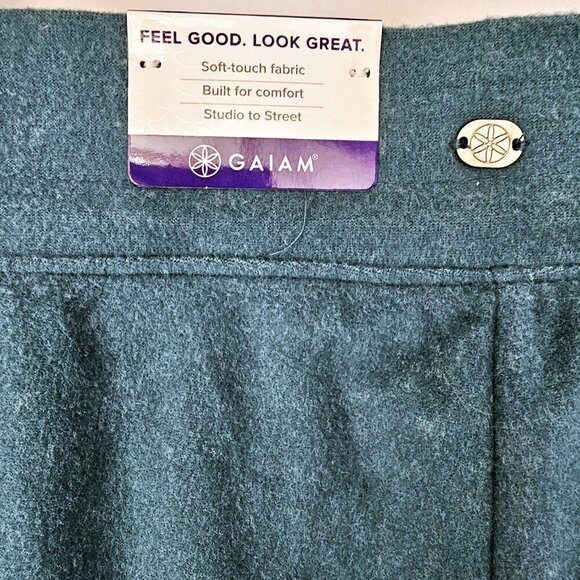 FEEL GOOD. LOOK GREAT.
Soft-touch fabric
Built for comfort
Studio to Street
GAIAM®